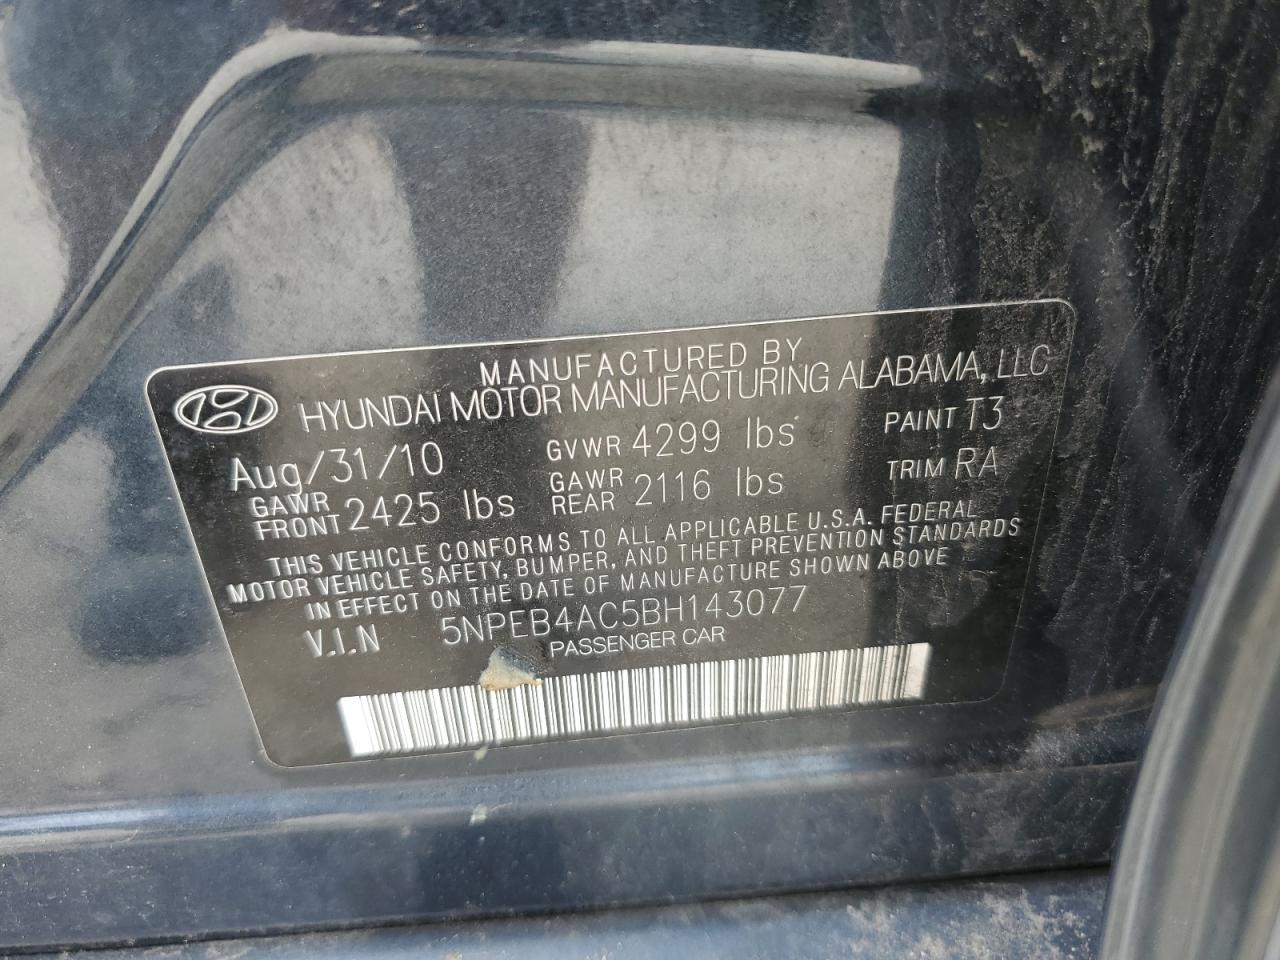 MANUFACTURED BY
HYUNDAI MOTOR MANUFACTURING ALABAMA, LLC
Aug/31/10 GVWR 4299 lbs PAINT T3
GAWR FRONT 2425 lbs GAWR REAR 2116 lbs TRIM RA
THIS VEHICLE CONFORMS TO ALL APPLICABLE U.S.A. FEDERAL
MOTOR VEHICLE SAFETY, BUMPER, AND THEFT PREVENTION STANDARDS
IN EFFECT ON THE DATE OF MANUFACTURE SHOWN ABOVE
V.I.N 5NPEB4AC5BH143077
PASSENGER CAR